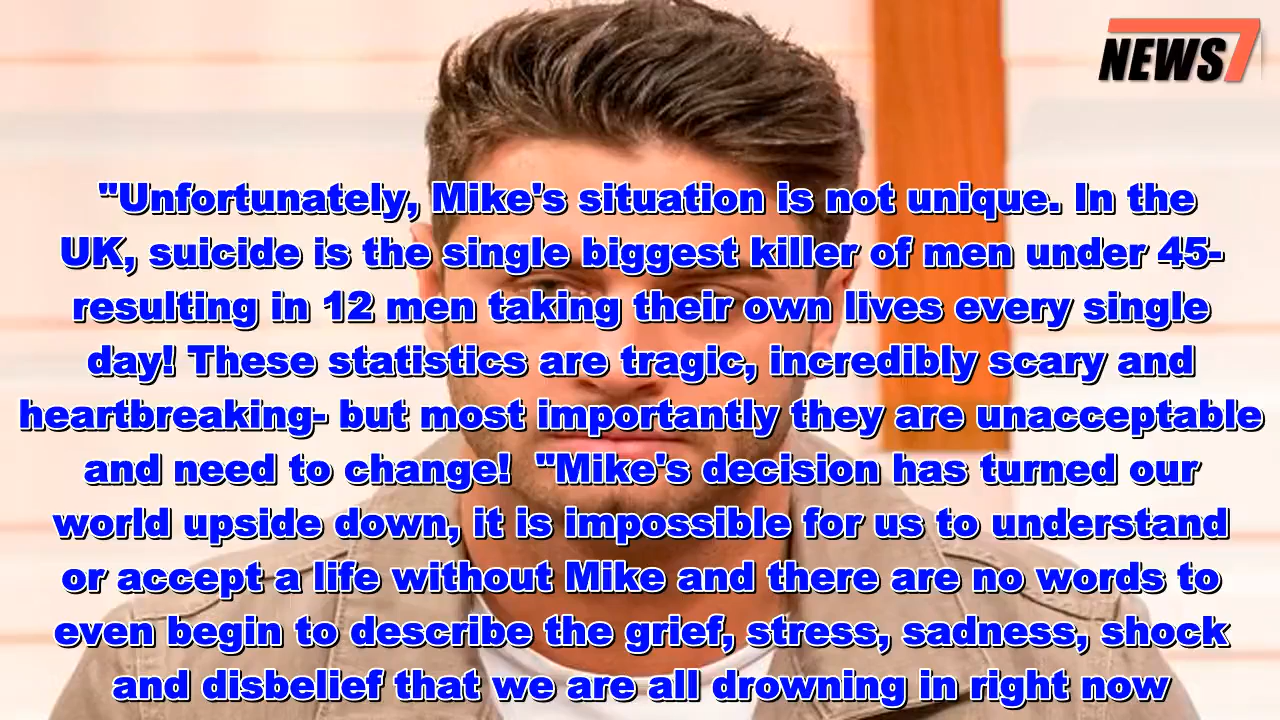 NEWS7
"Unfortunately, Mike's situation is not unique. In the
UK, suicide is the single biggest killer of men under 45-
resulting in 12 men taking their own lives every single
day! These statistics are tragic, incredibly scary and
heartbreaking- but most importantly they are unacceptable
and need to change!  "Mike's decision has turned our
world upside down, it is impossible for us to understand
or accept a life without Mike and there are no words to
even begin to describe the grief, stress, sadness, shock
and disbelief that we are all drowning in right now